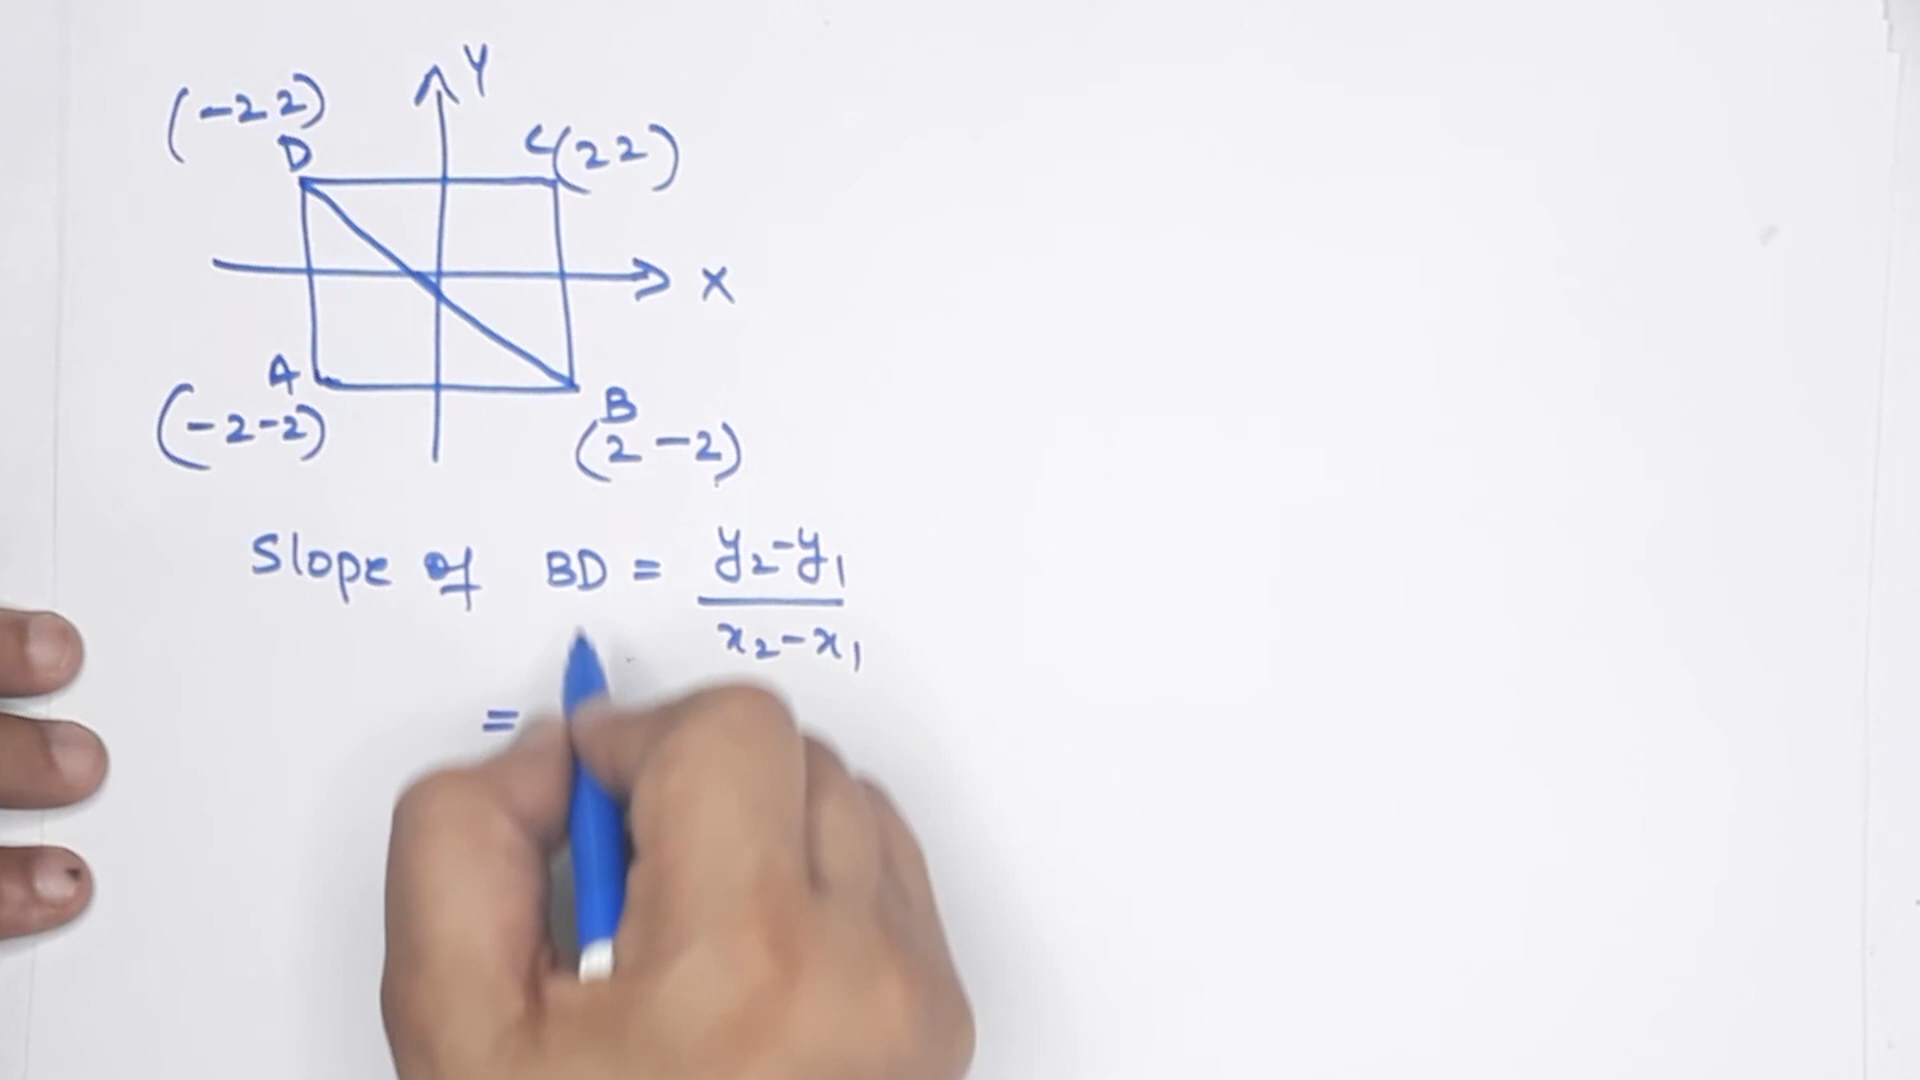 Y
(-2 2)
D
C(2 2)
X
A
(-2 -2)
B
(2 -2)
Slope of BD = y₂-y₁
x₂-x₁
=